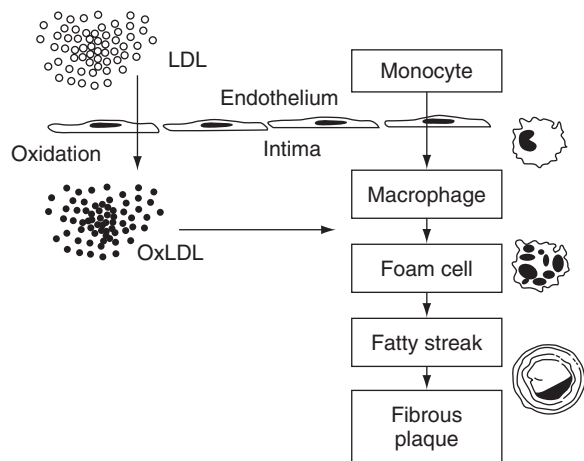 LDL
Monocyte
Endothelium
Oxidation
Intima
Macrophage
OxLDL
Foam cell
Fatty streak
Fibrous
plaque